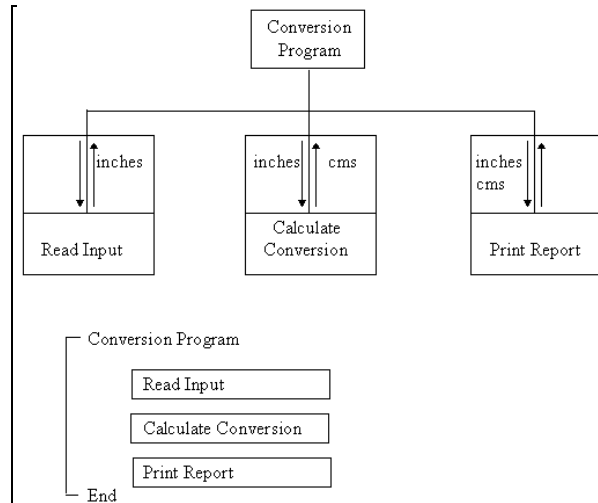 Conversion
Program
inches
inches
cms
inches
cms
Read Input
Calculate
Conversion
Print Report
Conversion Program
Read Input
Calculate Conversion
Print Report
End